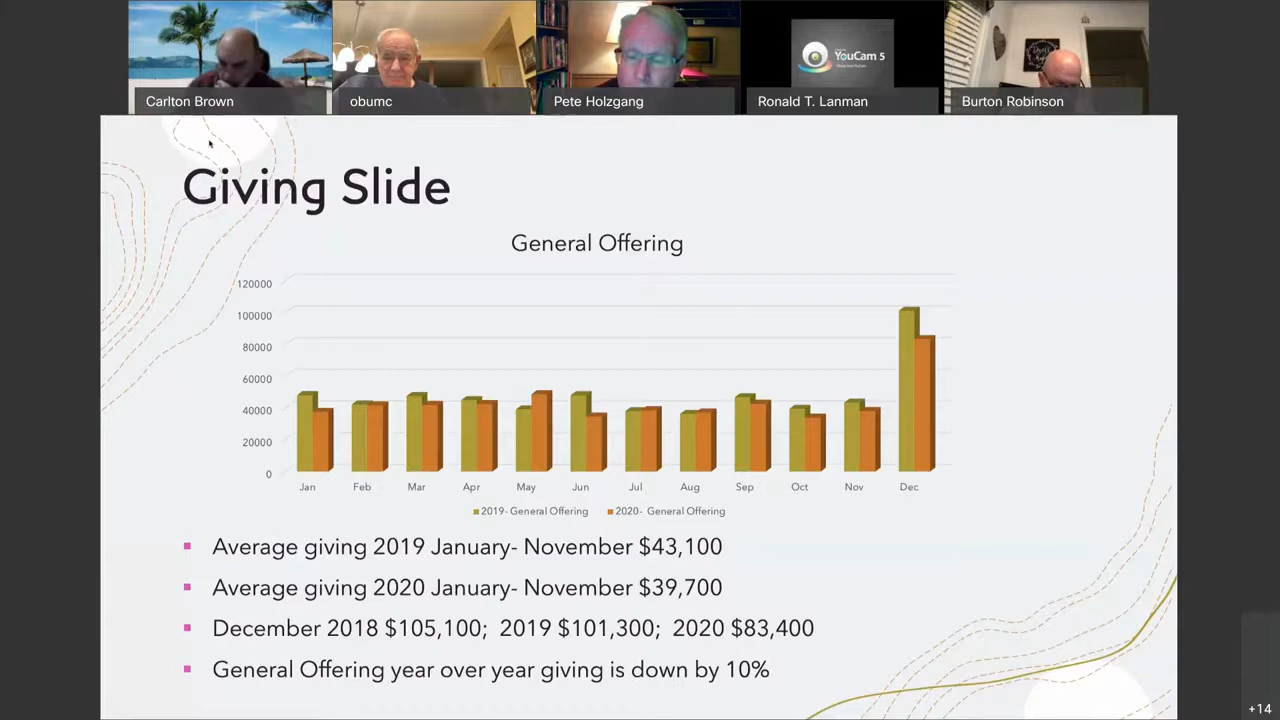 YouCam 5
Carlton Brown
obumc
Pete Holzgang
Ronald T. Lanman
Burton Robinson
Giving Slide
General Offering
120000
100000
80000
60000
40000
20000
0
Jan Feb Mar Apr May Jun Jul Aug Sep Oct Nov Dec
2019- General Offering 2020- General Offering
Average giving 2019 January- November $43,100
Average giving 2020 January- November $39,700
December 2018 $105,100; 2019 $101,300; 2020 $83,400
General Offering year over year giving is down by 10%
+14